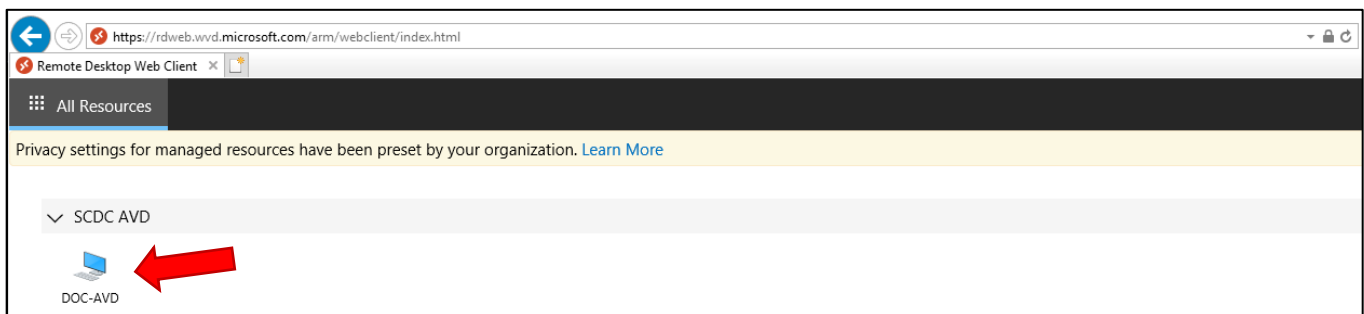 https://rdweb.wvd.microsoft.com/arm/webclient/index.html
Remote Desktop Web Client
All Resources
Privacy settings for managed resources have been preset by your organization. Learn More
SCDC AVD
DOC-AVD